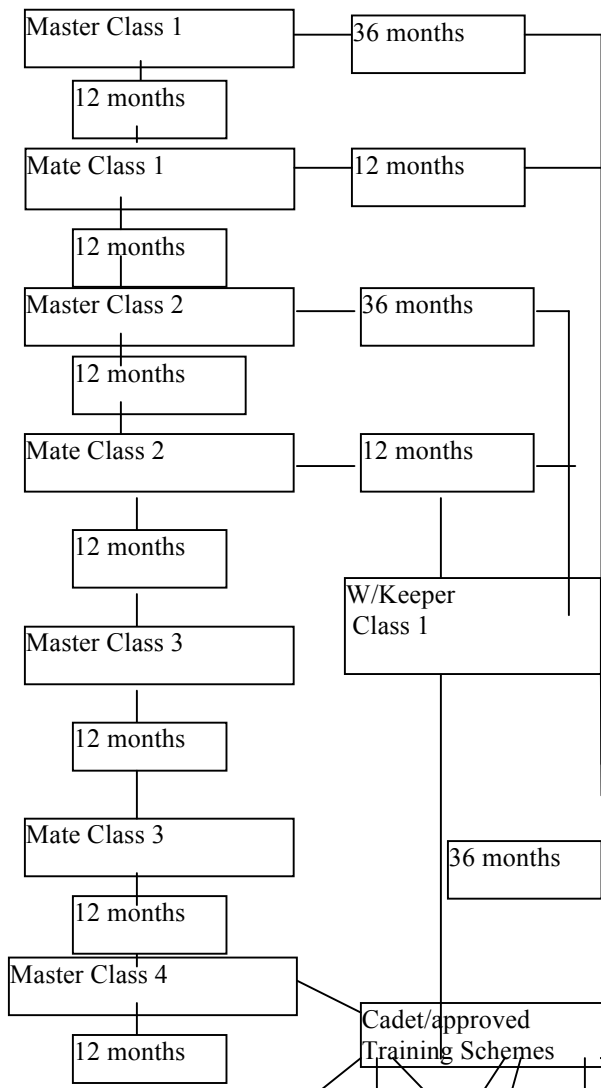 Master Class 1
36 months
12 months
Mate Class 1
12 months
12 months
Master Class 2
36 months
12 months
Mate Class 2
12 months
12 months
W/Keeper
Class 1
Master Class 3
12 months
Mate Class 3
36 months
12 months
Master Class 4
Cadet/approved
Training Schemes
12 months